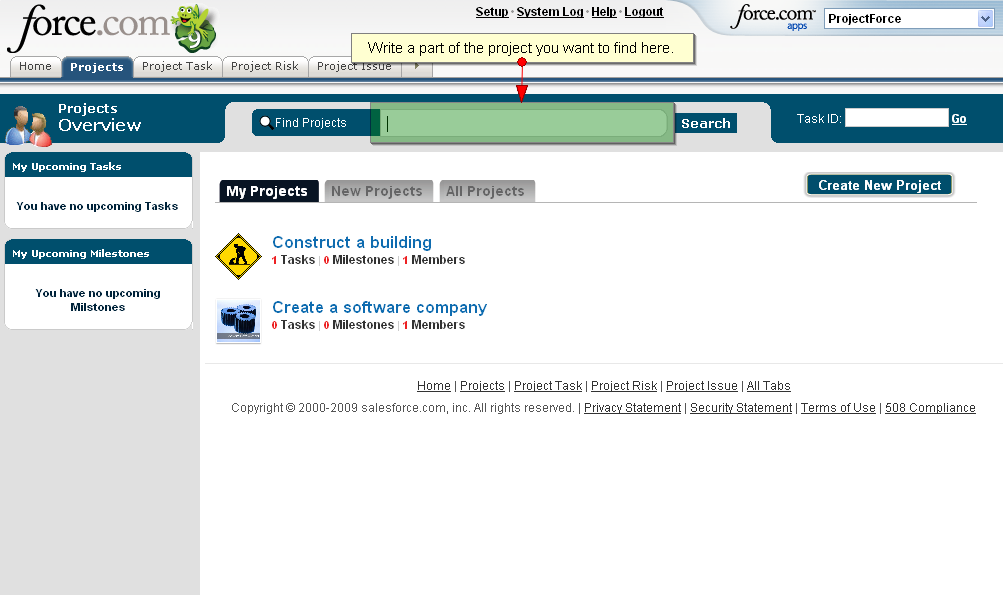 force.com
9
Setup · System Log · Help · Logout
force.com
apps
ProjectForce
Write a part of the project you want to find here.
Home
Projects
Project Task
Project Risk
Project Issue
Projects
Overview
Find Projects
Search
Task ID:
Go
My Upcoming Tasks
You have no upcoming Tasks
My Upcoming Milestones
You have no upcoming
Milstones
My Projects
New Projects
All Projects
Create New Project
Construct a building
1 Tasks | 0 Milestones | 1 Members
Create a software company
0 Tasks | 0 Milestones | 1 Members
Home | Projects | Project Task | Project Risk | Project Issue | All Tabs
Copyright © 2000-2009 salesforce.com, inc. All rights reserved. | Privacy Statement | Security Statement | Terms of Use | 508 Compliance